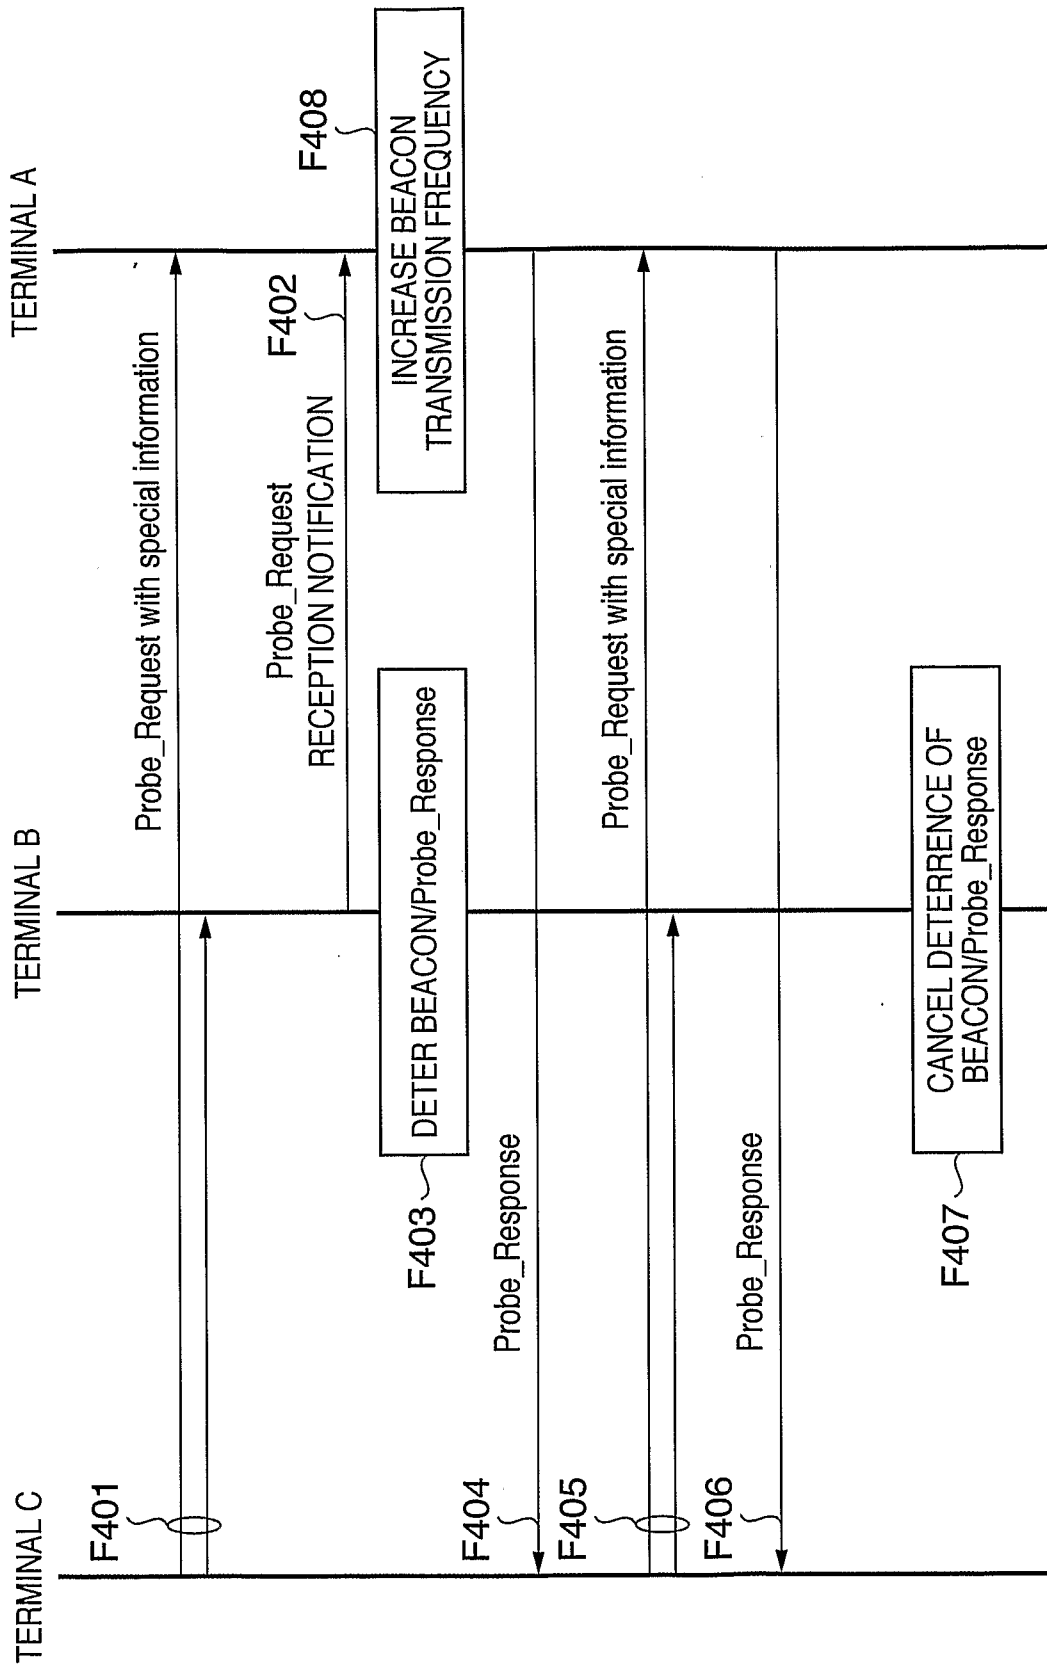 TERMINAL C
TERMINAL B
TERMINAL A
F401
Probe_Request with special information
Probe_Request
RECEPTION NOTIFICATION
F402
F403
DETER BEACON/Probe_Response
INCREASE BEACON
TRANSMISSION FREQUENCY
F408
F404
Probe_Response
F405
Probe_Request with special information
F406
Probe_Response
F407
CANCEL DETERRENCE OF
BEACON/Probe_Response